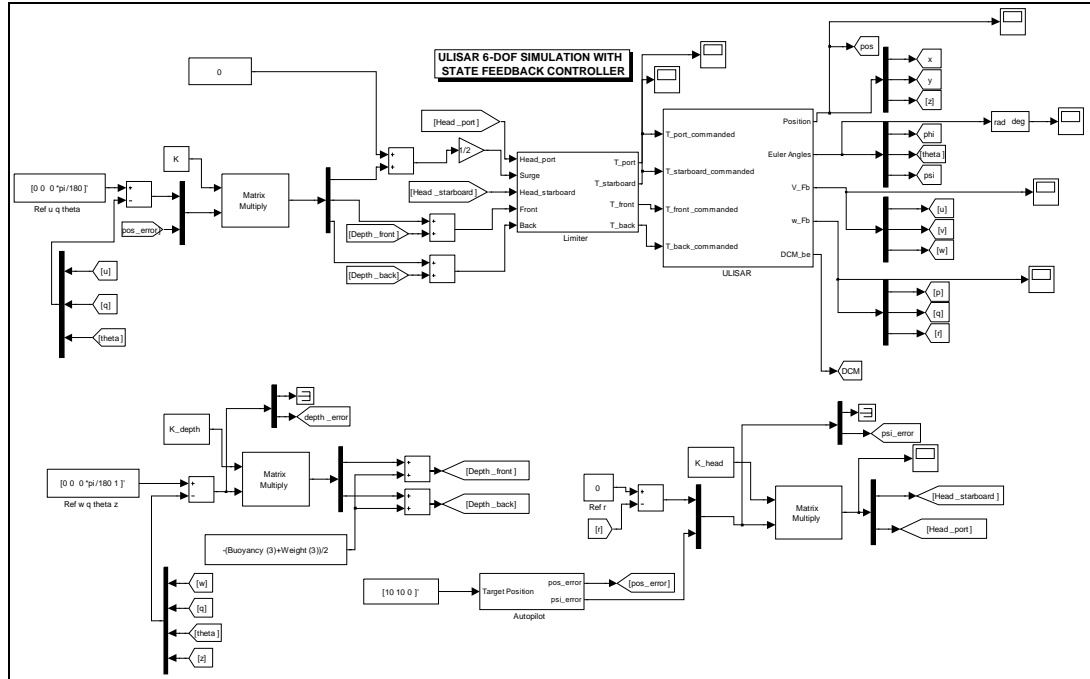 ULISAR 6-DOF SIMULATION WITH
STATE FEEDBACK CONTROLLER
0
K
[0 0 0 *pi/180 ]'
Ref u q theta
+
-
pos_error ]
Matrix
Multiply
[u]
[q]
[theta ]
+
+
1/2
[Head _port ]
[Head _starboard ]
[Depth _front ]
+
+
[Depth _back]
+
+
Head_port
Surge
Head_starboard
Front
Back
T_port
T_starboard
T_front
T_back
Limiter
T_port_commanded
T_starboard_commanded
T_front_commanded
T_back_commanded
Position
Euler Angles
V_Fb
w_Fb
DCM_be
ULISAR
pos
x
y
[z]
rad deg
phi
[theta ]
psi
[u]
[v]
[w]
[p]
[q]
[r]
DCM
depth _error
K_depth
[0 0 0 *pi/180 1 ]'
Ref w q theta z
+
-
Matrix
Multiply
+
+
[Depth _front ]
+
+
[Depth _back]
-(Buoyancy (3)+Weight (3))/2
[w]
[q]
[theta ]
[z]
psi_error
K_head
0
Ref r
+
-
[r]
Matrix
Multiply
[Head _starboard ]
[Head _port ]
[10 10 0 ]'
Target Position
pos_error
psi_error
Autopilot
[pos_error ]